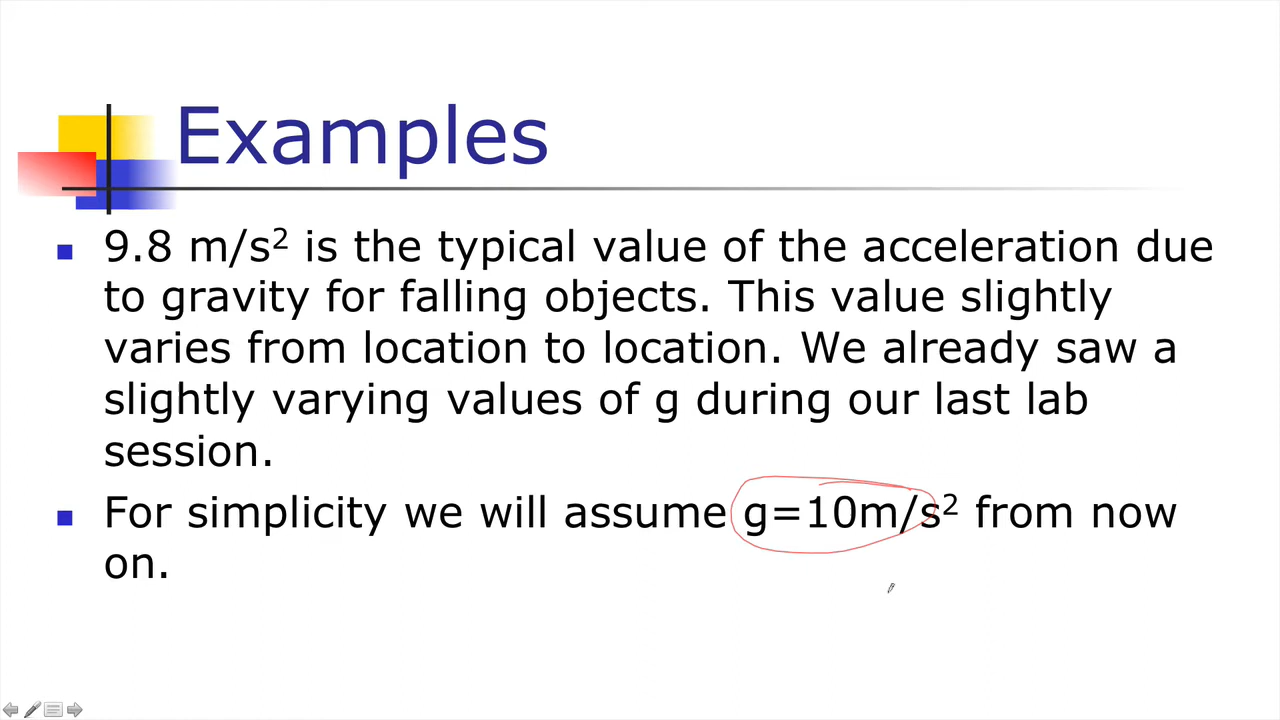 Examples
9.8 m/s² is the typical value of the acceleration due
to gravity for falling objects. This value slightly
varies from location to location. We already saw a
slightly varying values of g during our last lab
session.
For simplicity we will assume g=10m/s² from now
on.